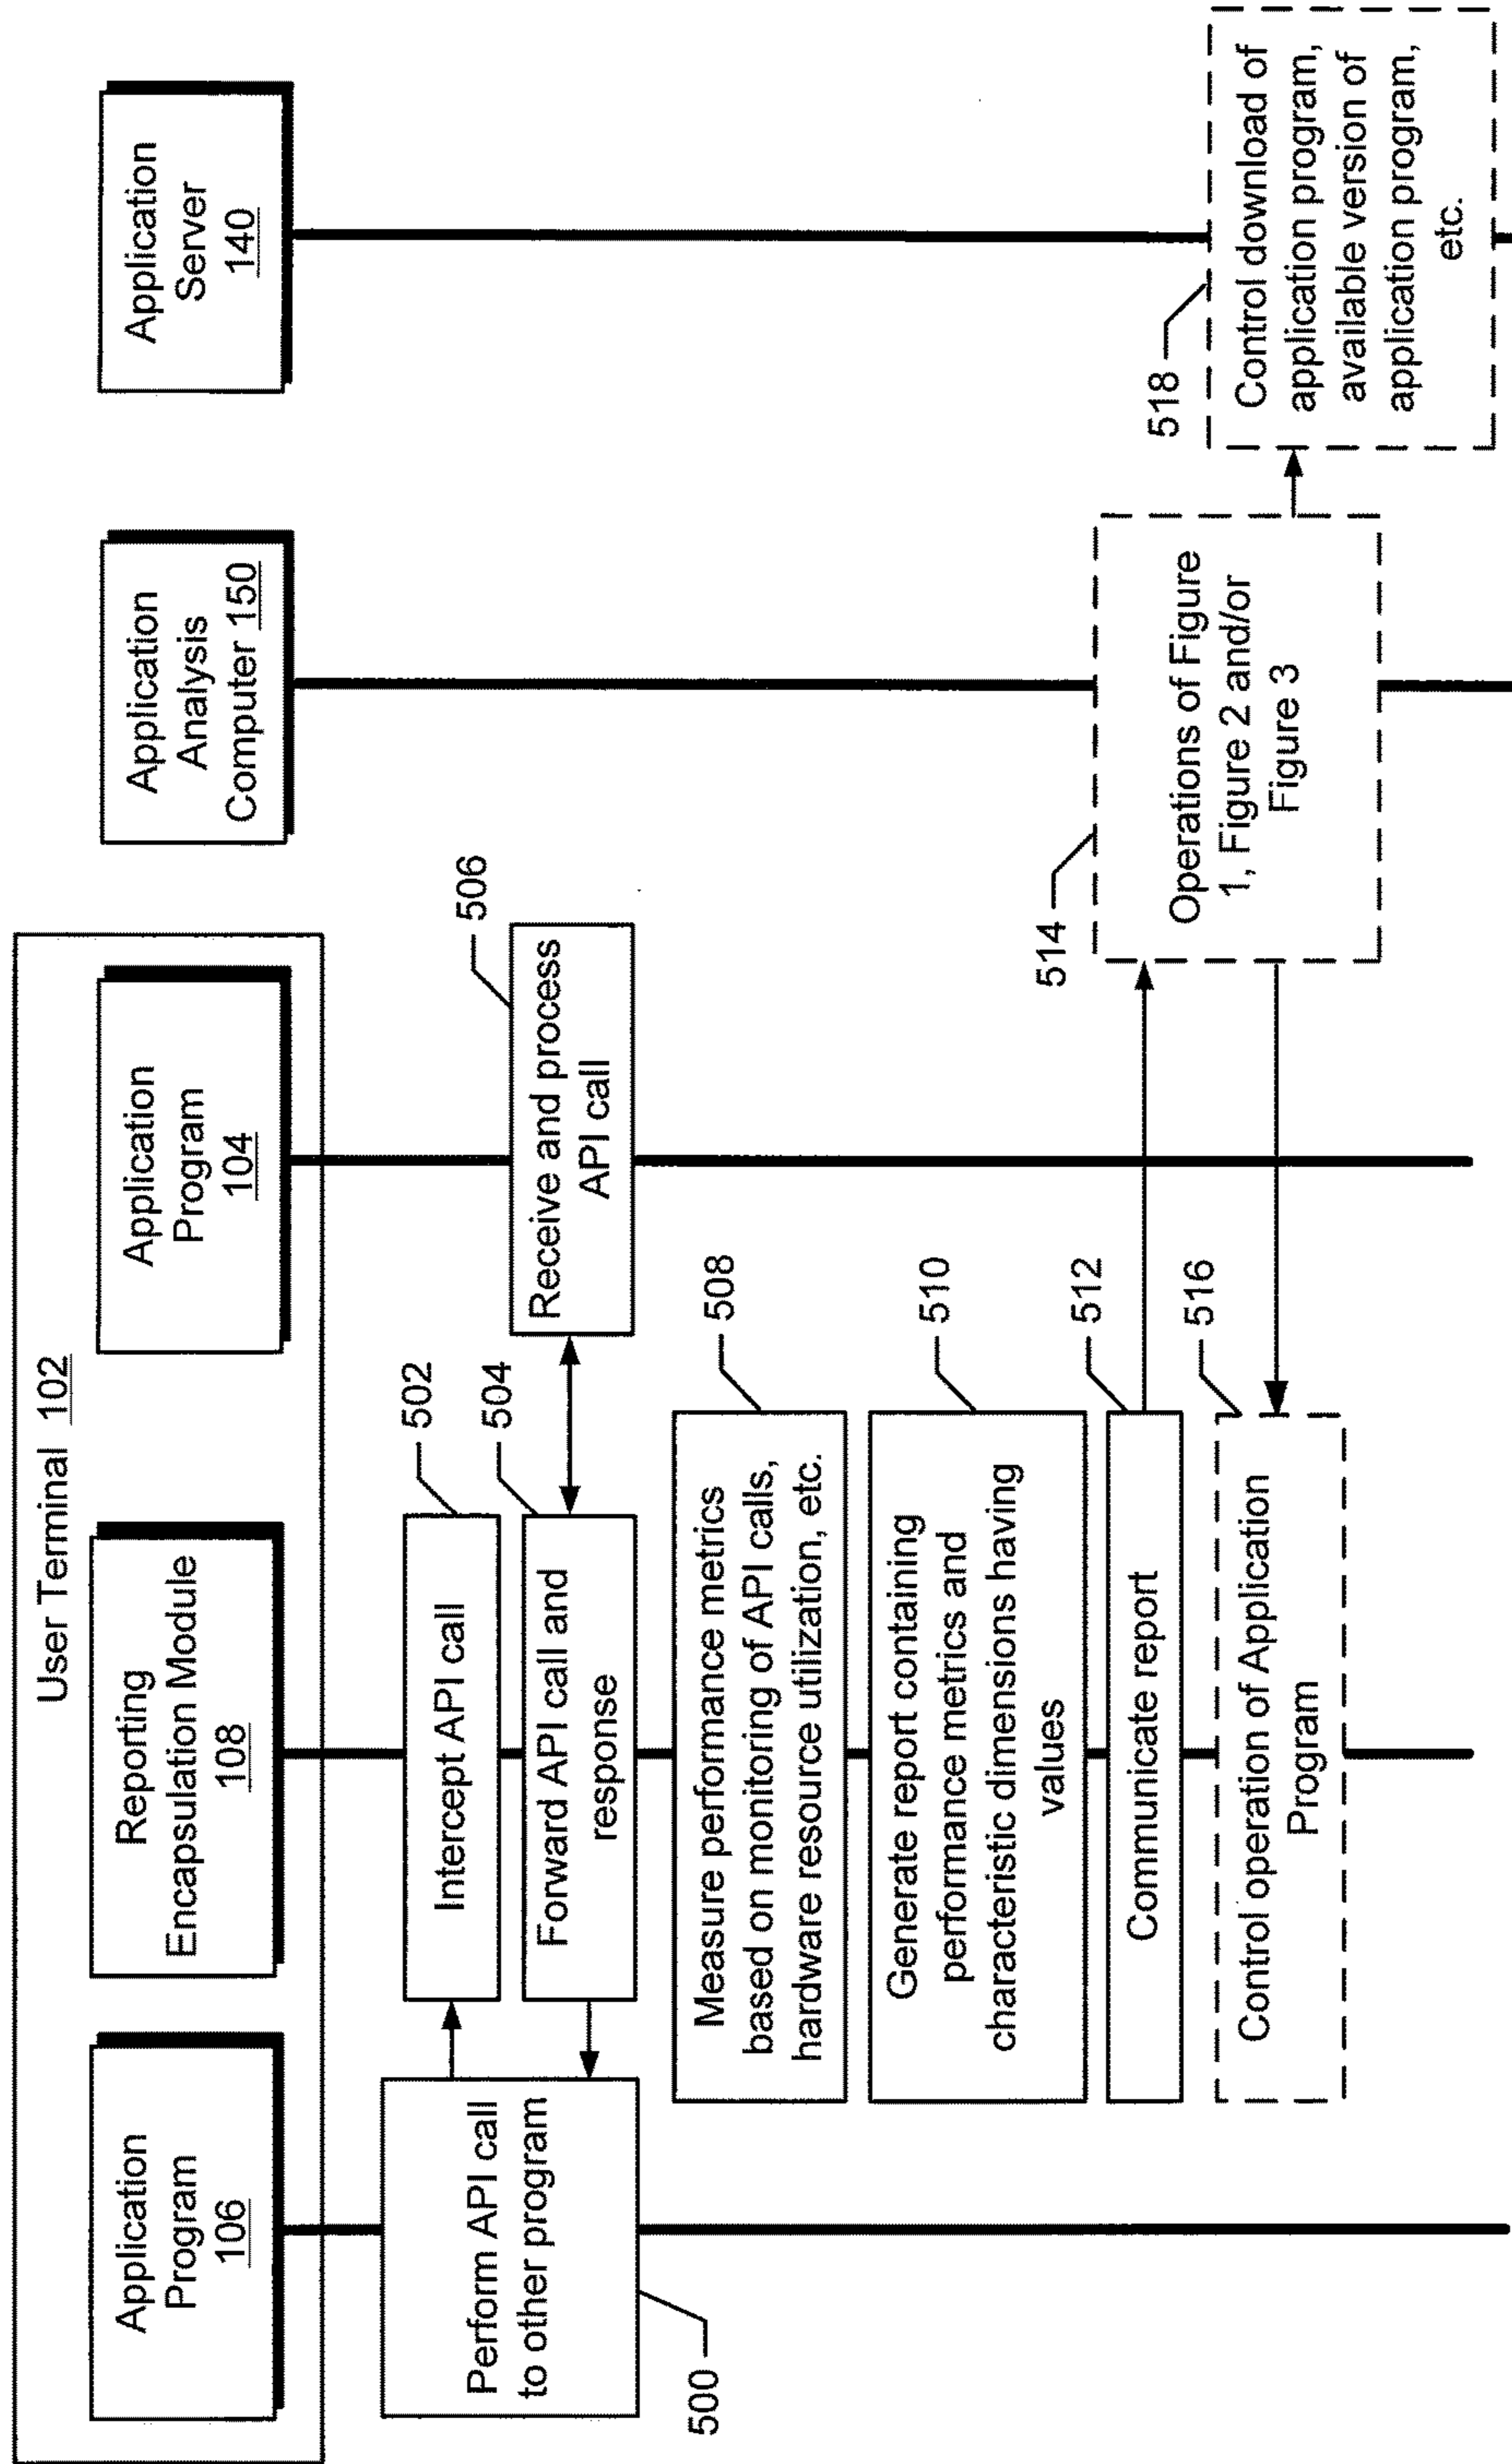 User Terminal 102
Application
Program
106
Reporting
Encapsulation Module
108
Application
Program
104
Application
Analysis
Computer 150
Application
Server
140
Perform API call
to other program
500
Intercept API call
502
Forward API call and
response
504
Receive and process
API call
506
Measure performance metrics
based on monitoring of API calls,
hardware resource utilization, etc.
508
Generate report containing
performance metrics and
characteristic dimensions having
values
510
Communicate report
512
Operations of Figure
1, Figure 2 and/or
Figure 3
514
Control operation of Application
Program
516
Control download of
application program,
available version of
application program,
etc.
518